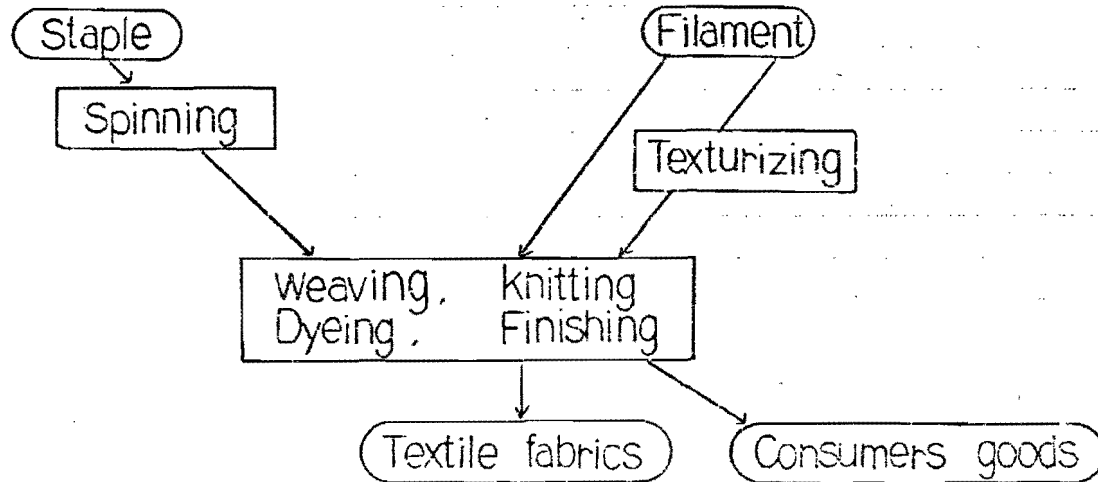 Staple
Filament
Spinning
Texturizing
Weaving, Knitting
Dyeing, Finishing
Textile fabrics
Consumers goods